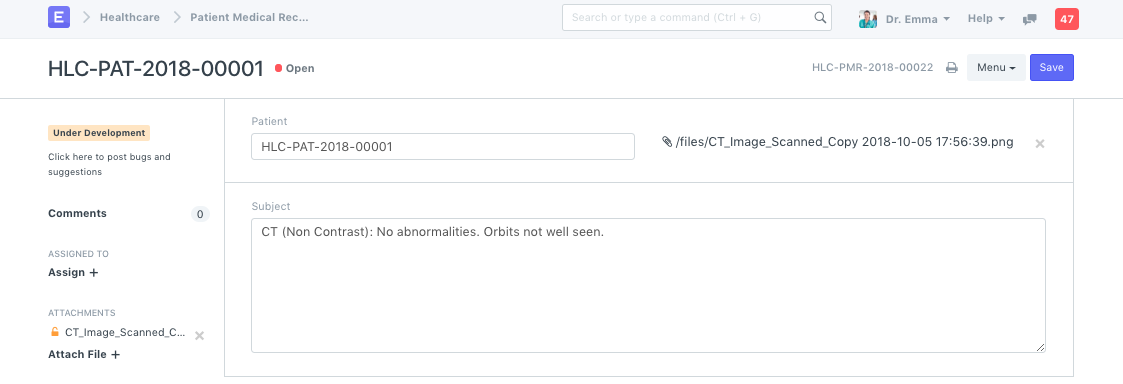 E
Healthcare
Patient Medical Rec...
Search or type a command (Ctrl + G)
Dr. Emma
Help
47
HLC-PAT-2018-00001
Open
HLC-PMR-2018-00022
Menu
Save
Under Development
Click here to post bugs and
suggestions
Comments
0
ASSIGNED TO
Assign +
ATTACHMENTS
CT_Image_Scanned_C...
Attach File +
Patient
HLC-PAT-2018-00001
/files/CT_Image_Scanned_Copy 2018-10-05 17:56:39.png
Subject
CT (Non Contrast): No abnormalities. Orbits not well seen.